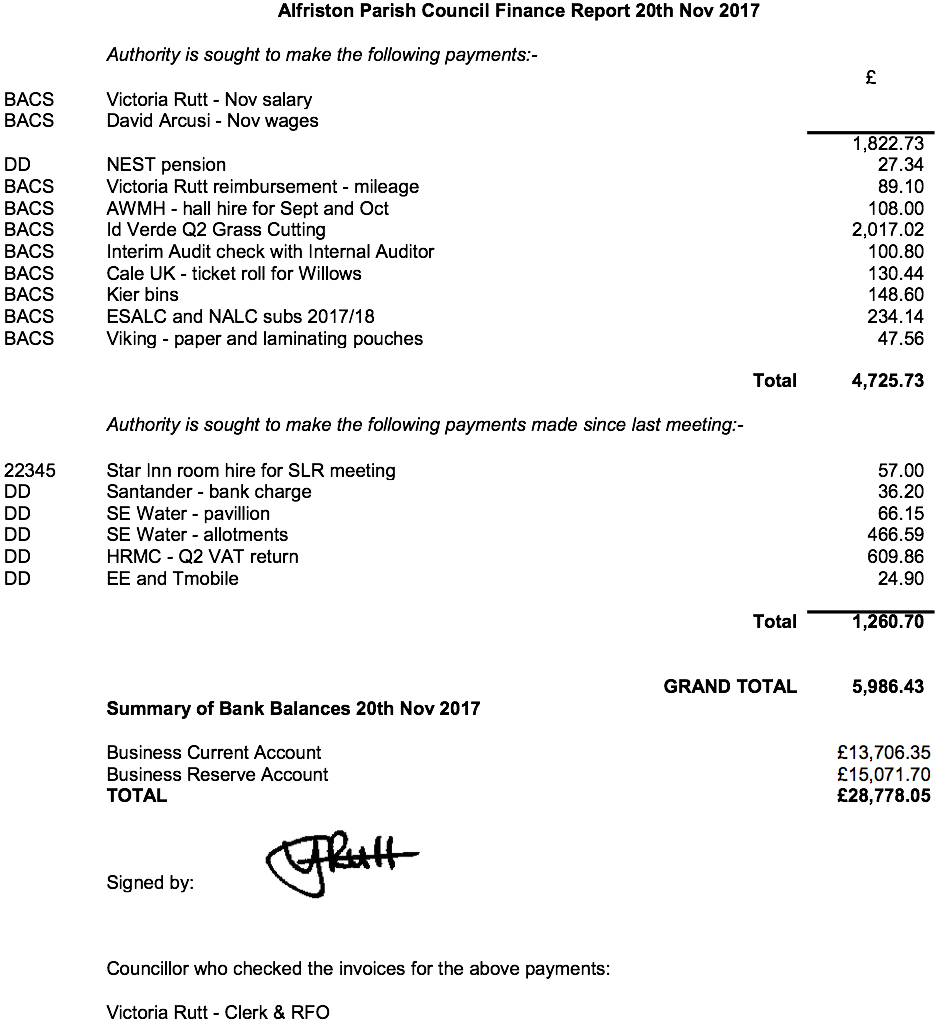 Alfriston Parish Council Finance Report 20th Nov 2017
Authority is sought to make the following payments:-
£
BACS Victoria Rutt - Nov salary
BACS David Arcusi - Nov wages
1,822.73
DD NEST pension 27.34
BACS Victoria Rutt reimbursement - mileage 89.10
BACS AWMH - hall hire for Sept and Oct 108.00
BACS Id Verde Q2 Grass Cutting 2,017.02
BACS Interim Audit check with Internal Auditor 100.80
BACS Cale UK - ticket roll for Willows 130.44
BACS Kier bins 148.60
BACS ESALC and NALC subs 2017/18 234.14
BACS Viking - paper and laminating pouches 47.56
Total 4,725.73
Authority is sought to make the following payments made since last meeting:-
22345 Star Inn room hire for SLR meeting 57.00
DD Santander - bank charge 36.20
DD SE Water - pavillion 66.15
DD SE Water - allotments 466.59
DD HRMC - Q2 VAT return 609.86
DD EE and Tmobile 24.90
Total 1,260.70
GRAND TOTAL 5,986.43
Summary of Bank Balances 20th Nov 2017
Business Current Account £13,706.35
Business Reserve Account £15,071.70
TOTAL £28,778.05
Signed by: VRutt
Councillor who checked the invoices for the above payments:
Victoria Rutt - Clerk & RFO